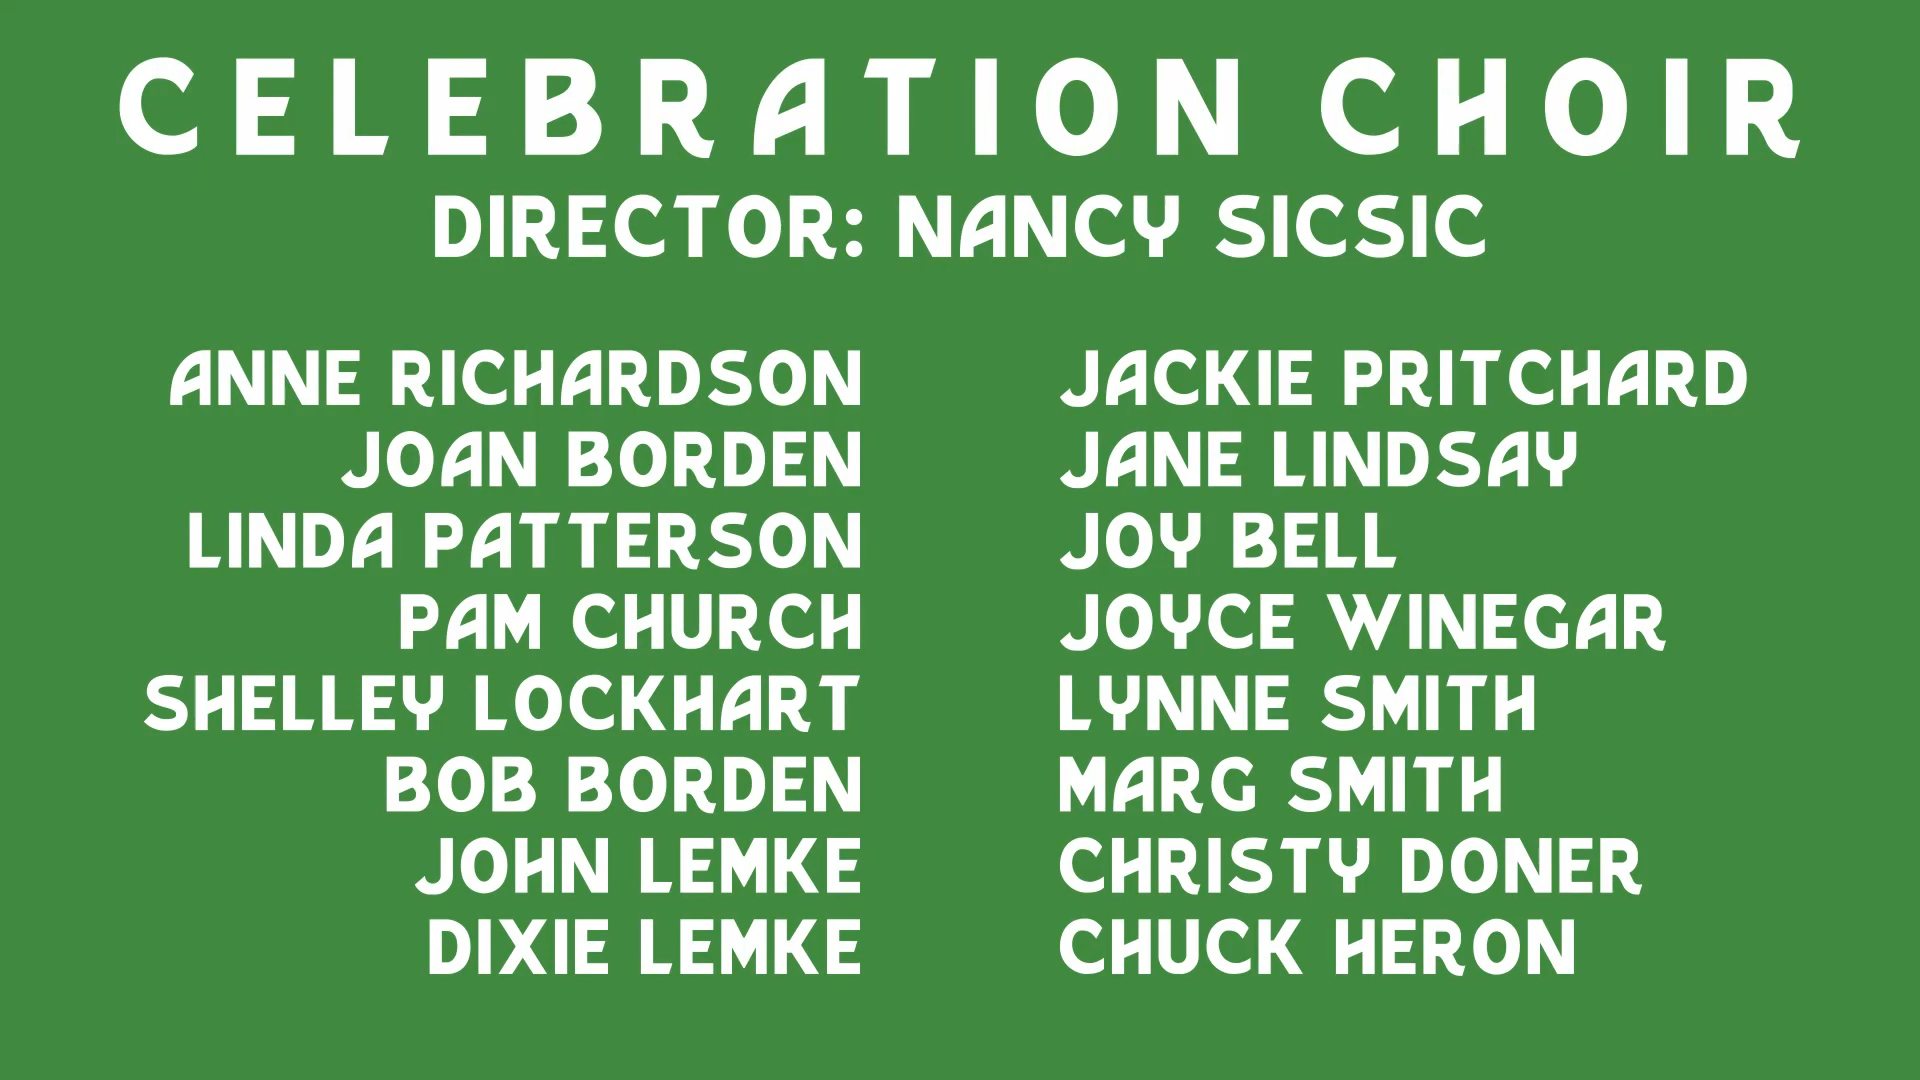 CELEBRATION CHOIR
DIRECTOR: NANCY SICSIC
ANNE RICHARDSON
JOAN BORDEN
LINDA PATTERSON
PAM CHURCH
SHELLEY LOCKHART
BOB BORDEN
JOHN LEMKE
DIXIE LEMKE
JACKIE PRITCHARD
JANE LINDSAY
JOY BELL
JOYCE WINEGAR
LYNNE SMITH
MARG SMITH
CHRISTY DONER
CHUCK HERON